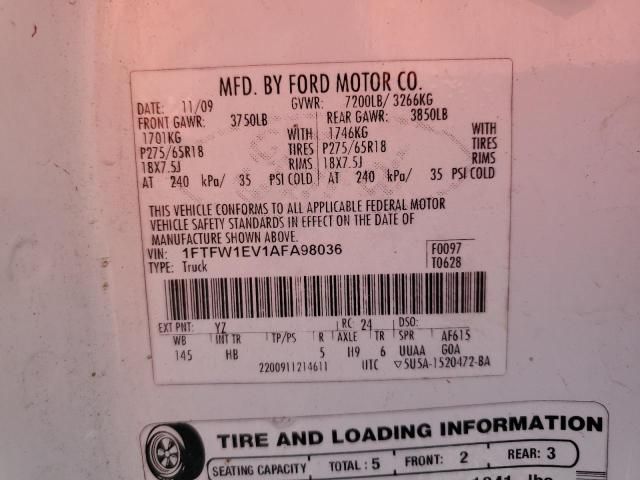 MFD. BY FORD MOTOR CO.
DATE: 11/09 GVWR: 7200LB/ 3266KG
FRONT GAWR: 3750LB REAR GAWR: 3850LB
1701KG WITH 1746KG WITH
P275/65R18 TIRES P275/65R18 TIRES
18X7.5J RIMS 18X7.5J RIMS
AT 240 kPa/ 35 PSI COLD AT 240 kPa/ 35 PSI COLD
THIS VEHICLE CONFORMS TO ALL APPLICABLE FEDERAL MOTOR
VEHICLE SAFETY STANDARDS IN EFFECT ON THE DATE OF
MANUFACTURE SHOWN ABOVE.
VIN: 1FTFW1EV1AFA98036 F0097
TYPE: Truck T0628
EXT PNT: YZ RC: 24 DSO:
WB INT TR TP/PS R AXLE TR SPR AF615
145 HB 5 H9 6 UUAA GOA
2200911214611 UTC ▽5U5A-1520472-BA
TIRE AND LOADING INFORMATION
SEATING CAPACITY TOTAL: 5 FRONT: 2 REAR: 3